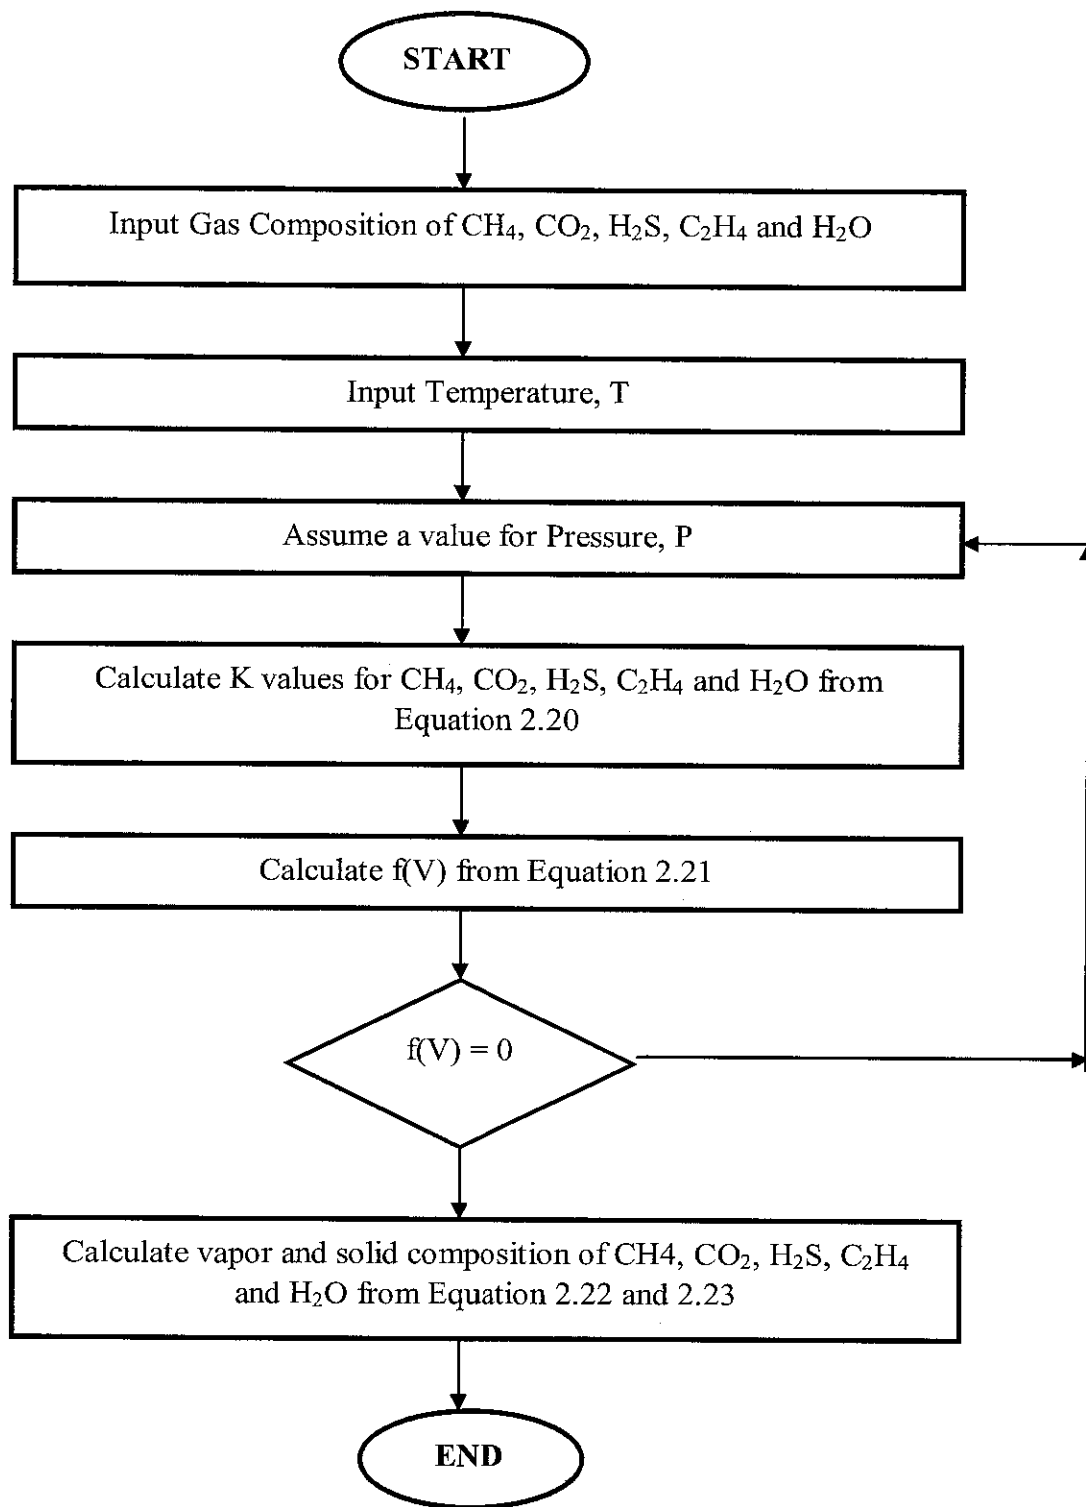 START
Input Gas Composition of CH₄, CO₂, H₂S, C₂H₄ and H₂O
Input Temperature, T
Assume a value for Pressure, P
Calculate K values for CH₄, CO₂, H₂S, C₂H₄ and H₂O from
Equation 2.20
Calculate f(V) from Equation 2.21
f(V) = 0
Calculate vapor and solid composition of CH4, CO₂, H₂S, C₂H₄
and H₂O from Equation 2.22 and 2.23
END